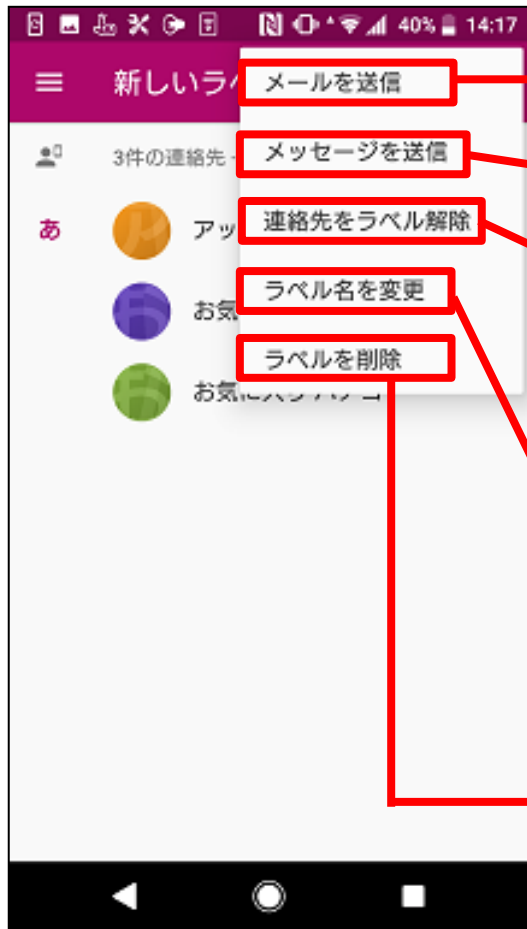 40% 14:17
新しいラ
メールを送信
3件の連絡先 -
メッセージを送信
あ
アッ
連絡先をラベル解除
お気
ラベル名を変更
ラベルを削除
お気に入り